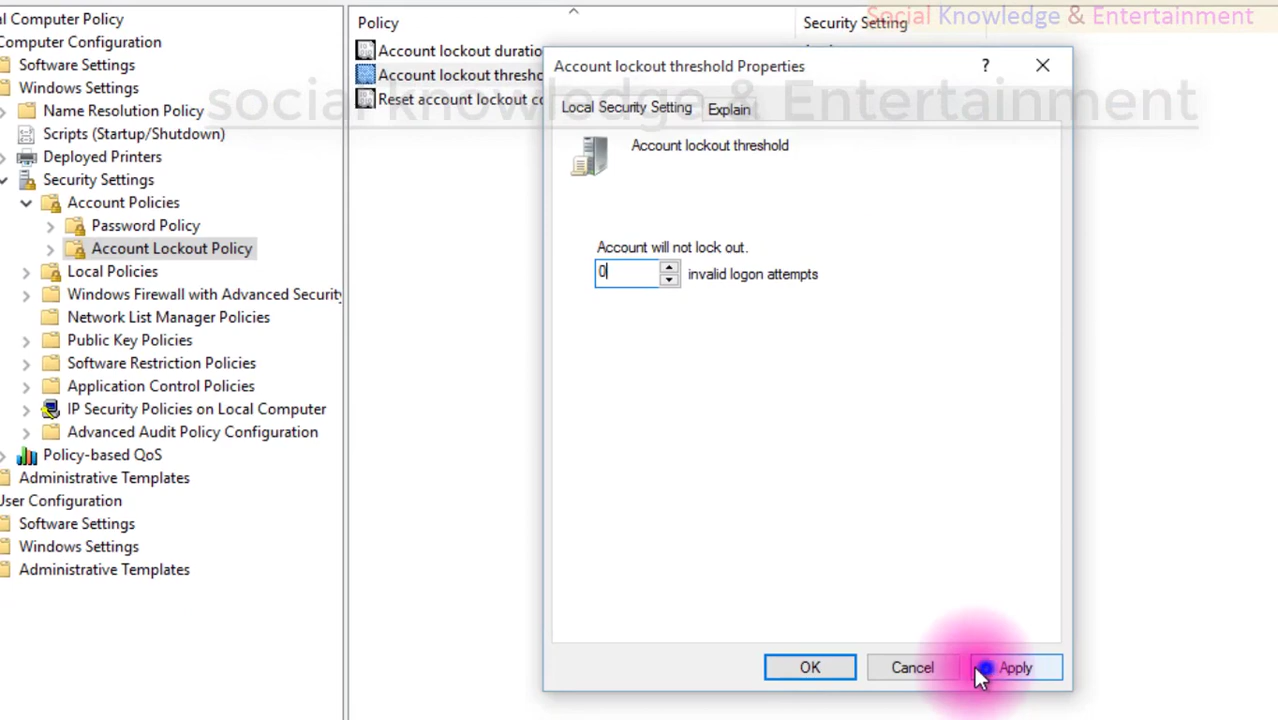 al Computer Policy
Computer Configuration
Software Settings
Windows Settings
Name Resolution Policy
Scripts (Startup/Shutdown)
Deployed Printers
Security Settings
Account Policies
Password Policy
Account Lockout Policy
Local Policies
Windows Firewall with Advanced Security
Network List Manager Policies
Public Key Policies
Software Restriction Policies
Application Control Policies
IP Security Policies on Local Computer
Advanced Audit Policy Configuration
Policy-based QoS
Administrative Templates
User Configuration
Software Settings
Windows Settings
Administrative Templates
Policy
Security Setting
Account lockout duratio
Account lockout thresho
Reset account lockout co
Social Knowledge & Entertainment
social knowledge & Entertainment
Account lockout threshold Properties
?
Local Security Setting
Explain
Account lockout threshold
Account will not lock out.
0
invalid logon attempts
OK
Cancel
Apply